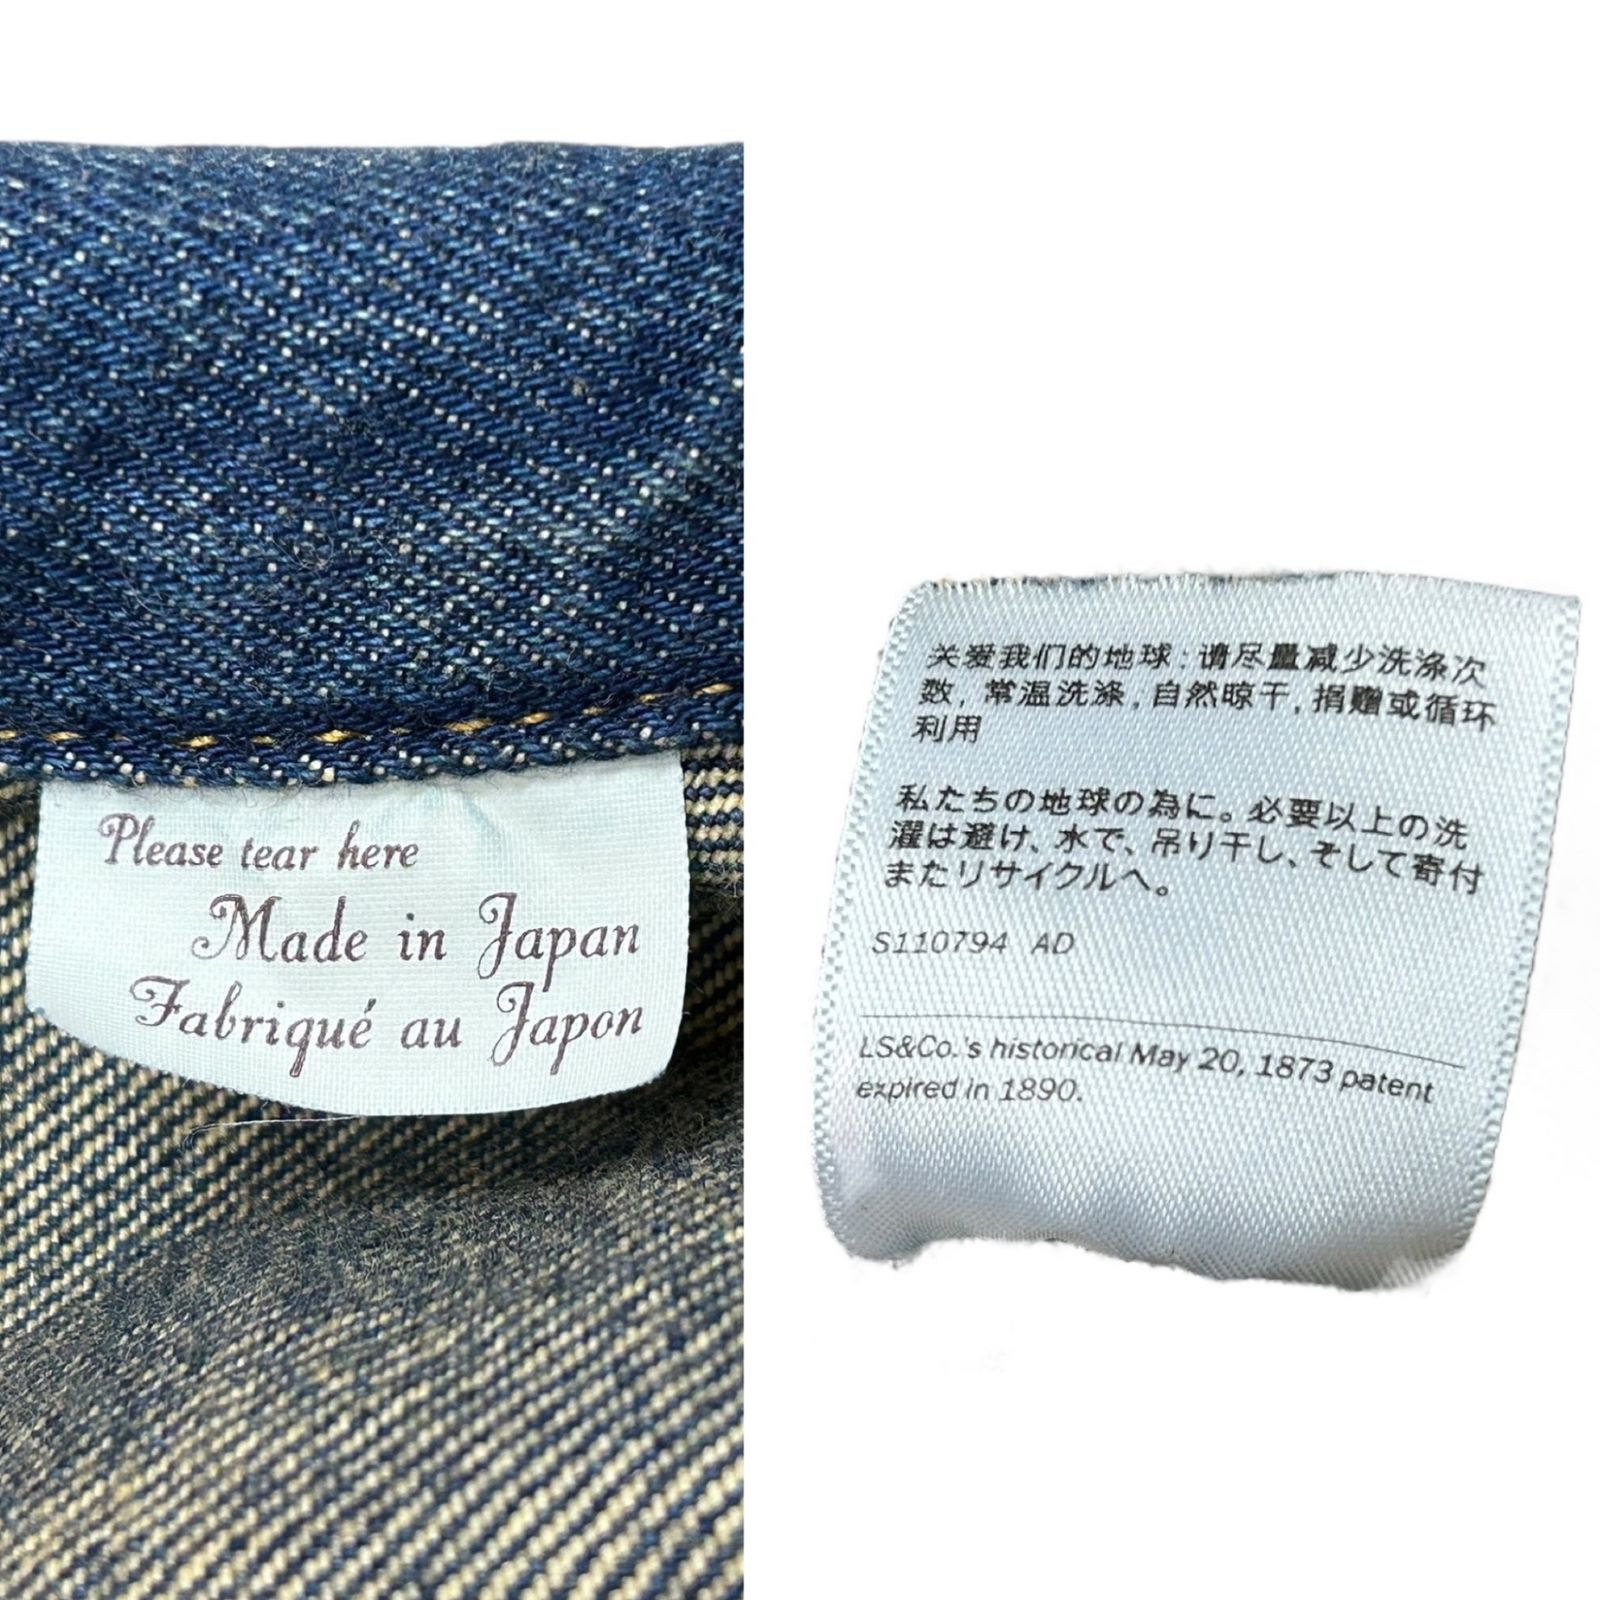 Please tear here
Made in Japan
Fabriqué au Japon
关爱我们的地球:请尽量减少洗涤次
数,常温洗涤,自然晾干,捐赠或循环
利用
私たちの地球の為に。必要以上の洗
濯は避け、水で、吊り干し、そして寄付
またリサイクルへ。
S110794 AD
LS&Co.'s historical May 20, 1873 patent
expired in 1890.